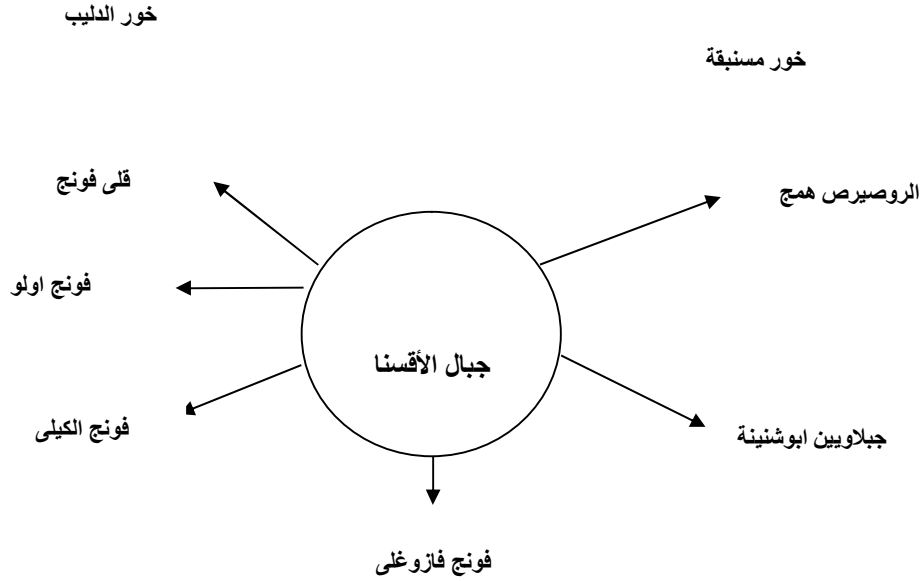 خور الدليب
خور مسنبقة
الروصيرص همج
قلى فونج
فونج اولو
جبال الأقسنا
جبلاويين ابوشنينة
فونج الكيلى
فونج فازوغلى